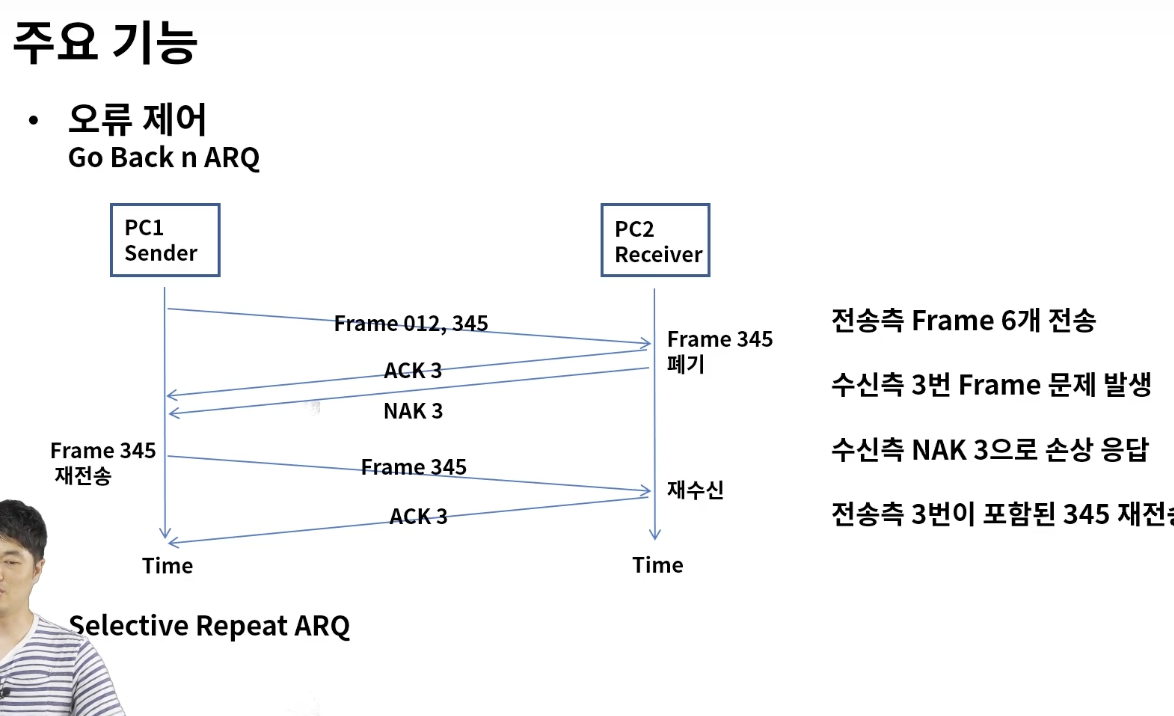 주요 기능
• 오류 제어
Go Back n ARQ
PC1
Sender
PC2
Receiver
Frame 012, 345
Frame 345
폐기
ACK 3
NAK 3
Frame 345
재전송
Frame 345
재수신
ACK 3
Time
Time
전송측 Frame 6개 전송
수신측 3번 Frame 문제 발생
수신측 NAK 3으로 손상 응답
전송측 3번이 포함된 345 재전송
Selective Repeat ARQ